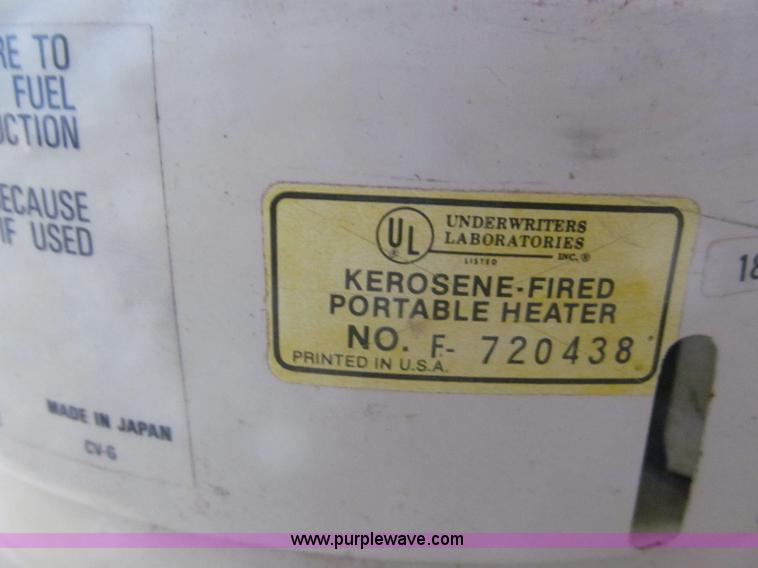 RE TO
FUEL
UCTION
BECAUSE
IF USED
MADE IN JAPAN
CV-G
UL
®
LISTED
UNDERWRITERS
LABORATORIES
INC.®
KEROSENE-FIRED
PORTABLE HEATER
NO. F- 720438
PRINTED IN U.S.A.
18
www.purplewave.com